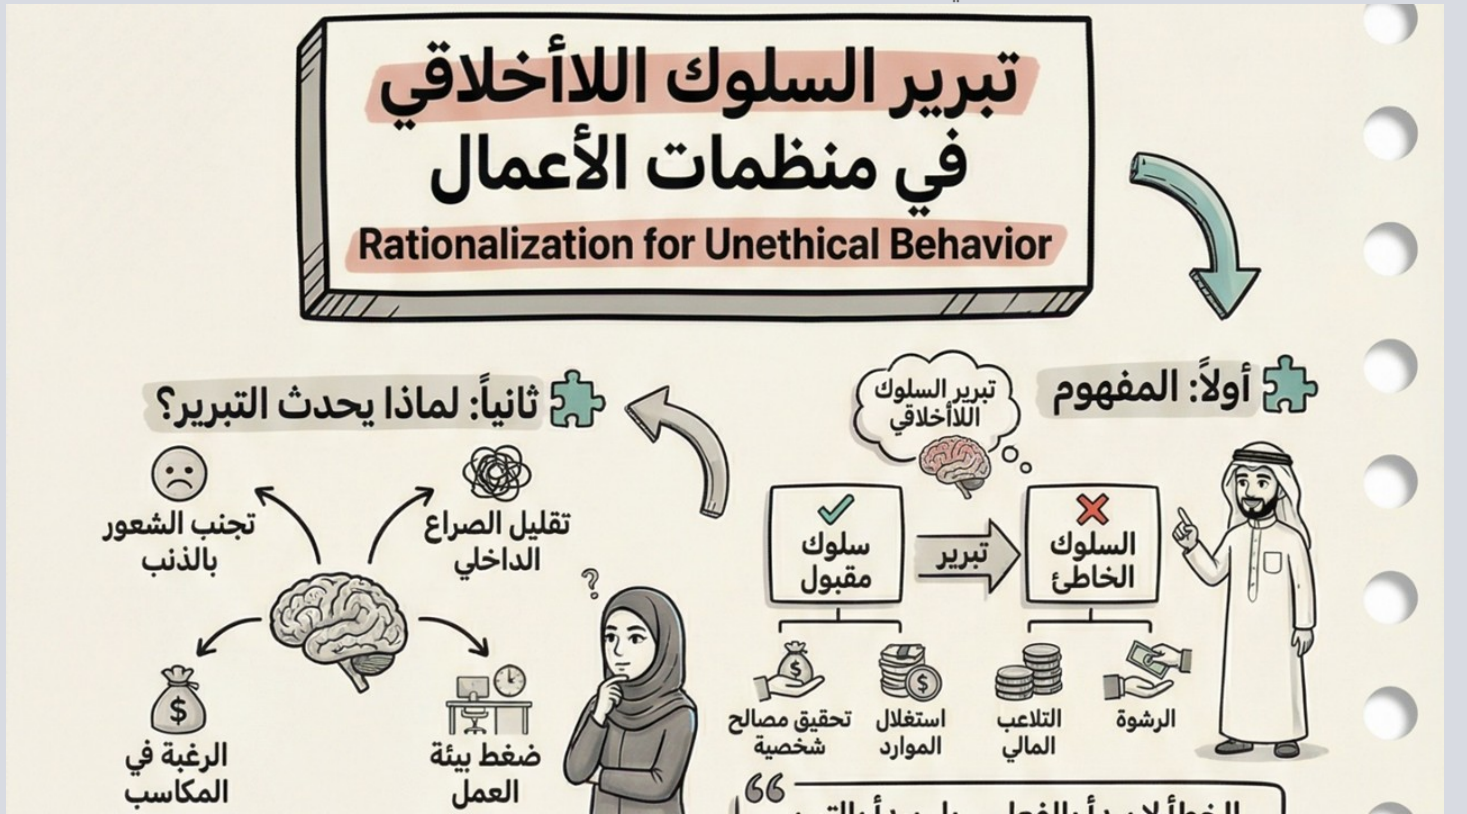 تبرير السلوك اللاأخلاقي
في منظمات الأعمال
Rationalization for Unethical Behavior
أولاً: المفهوم
تبرير السلوك
اللاأخلاقي
السلوك
الخاطئ
تبرير
سلوك
مقبول
الرشوة
التلاعب
المالي
استغلال
الموارد
تحقيق مصالح
شخصية
ثانياً: لماذا يحدث التبرير؟
?
تقليل الصراع
الداخلي
تجنب الشعور
بالذنب
ضغط بيئة
العمل
الرغبة في
المكاسب